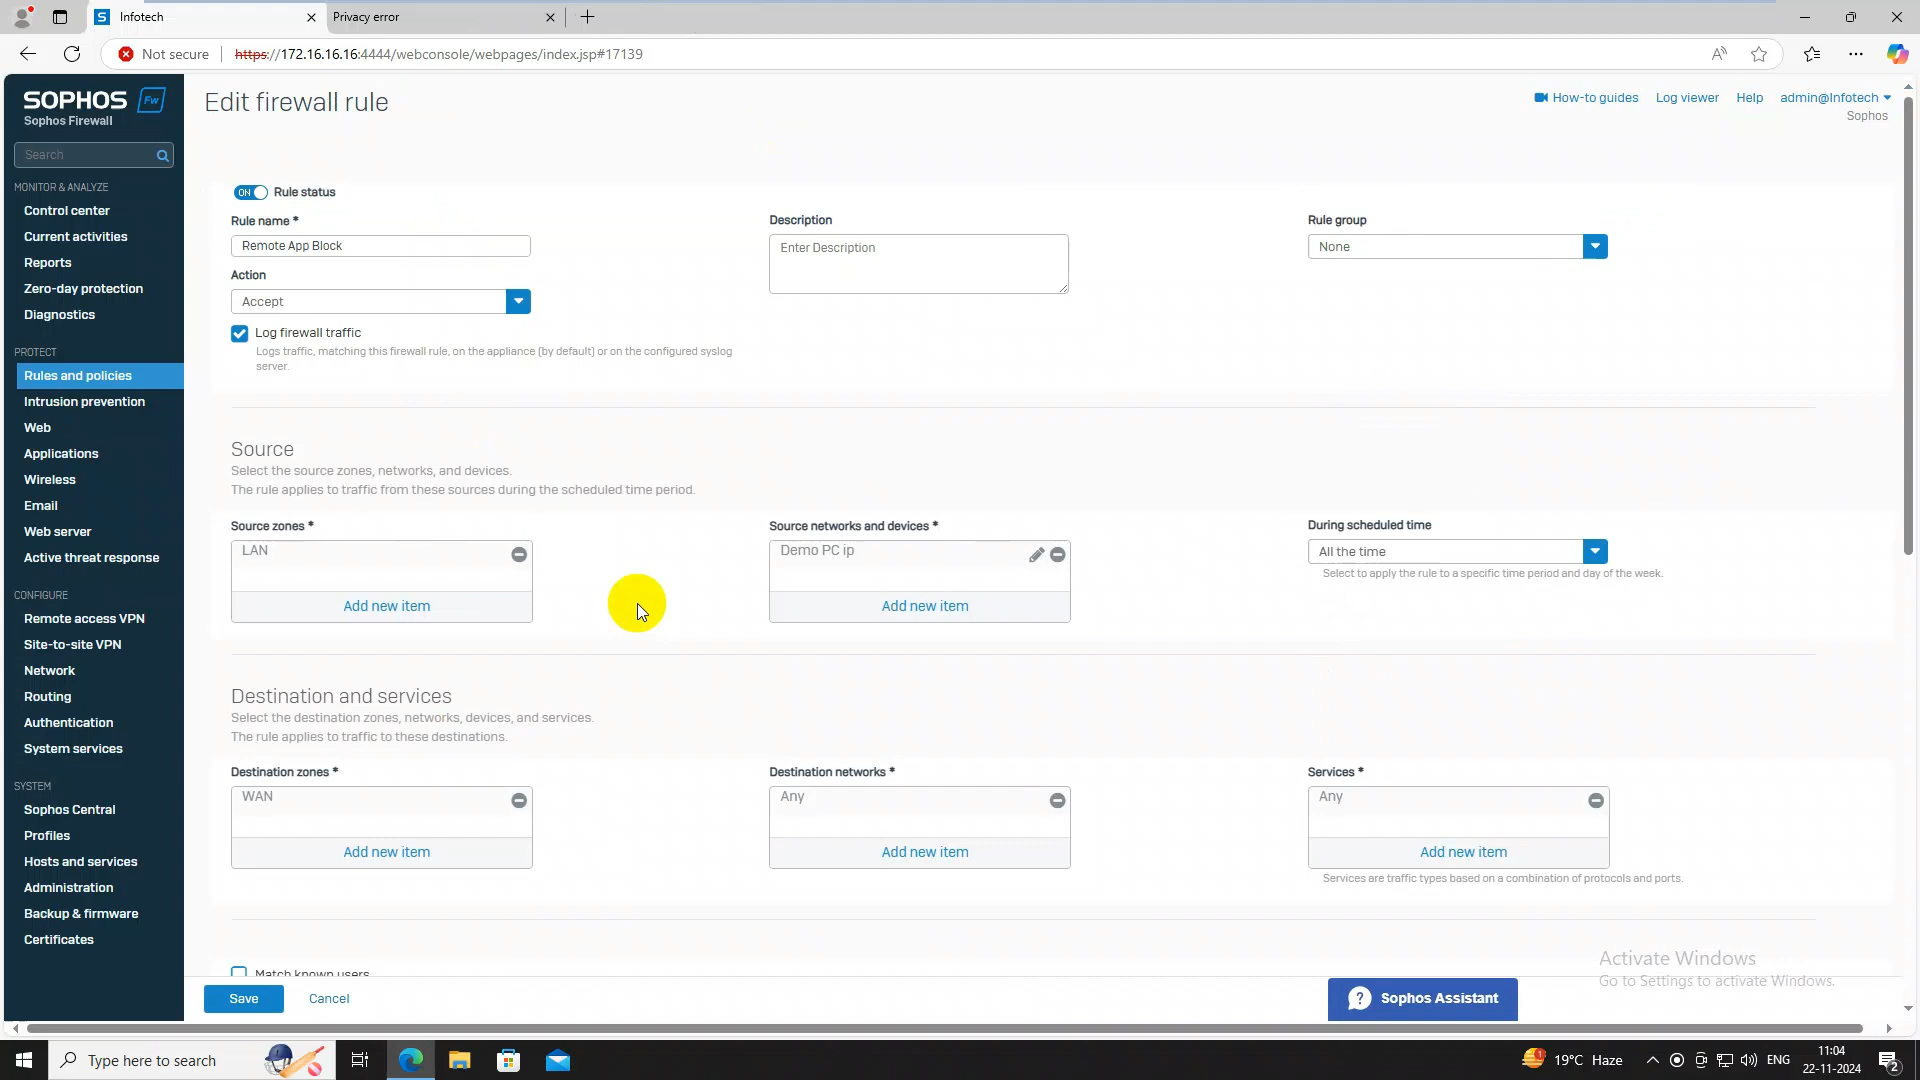 Infotech
Privacy error
Not secure
https://172.16.16.16:4444/webconsole/webpages/index.jsp#17139
SOPHOS Fw
Sophos Firewall
Search
MONITOR & ANALYZE
Control center
Current activities
Reports
Zero-day protection
Diagnostics
PROTECT
Rules and policies
Intrusion prevention
Web
Applications
Wireless
Email
Web server
Active threat response
CONFIGURE
Remote access VPN
Site-to-site VPN
Network
Routing
Authentication
System services
SYSTEM
Sophos Central
Profiles
Hosts and services
Administration
Backup & firmware
Certificates
Edit firewall rule
How-to guides Log viewer Help admin@Infotech
Sophos
ON Rule status
Rule name *
Remote App Block
Action
Accept
Log firewall traffic
Logs traffic, matching this firewall rule, on the appliance (by default) or on the configured syslog
server.
Description
Enter Description
Rule group
None
Source
Select the source zones, networks, and devices.
The rule applies to traffic from these sources during the scheduled time period.
Source zones *
LAN
Add new item
Source networks and devices *
Demo PC ip
Add new item
During scheduled time
All the time
Select to apply the rule to a specific time period and day of the week.
Destination and services
Select the destination zones, networks, devices, and services.
The rule applies to traffic to these destinations.
Destination zones *
WAN
Add new item
Destination networks *
Any
Add new item
Services *
Any
Add new item
Services are traffic types based on a combination of protocols and ports.
Match known users
Save
Cancel
? Sophos Assistant
Activate Windows
Go to Settings to activate Windows.
Type here to search
1
19°C Haze
ENG
11:04
22-11-2024
2